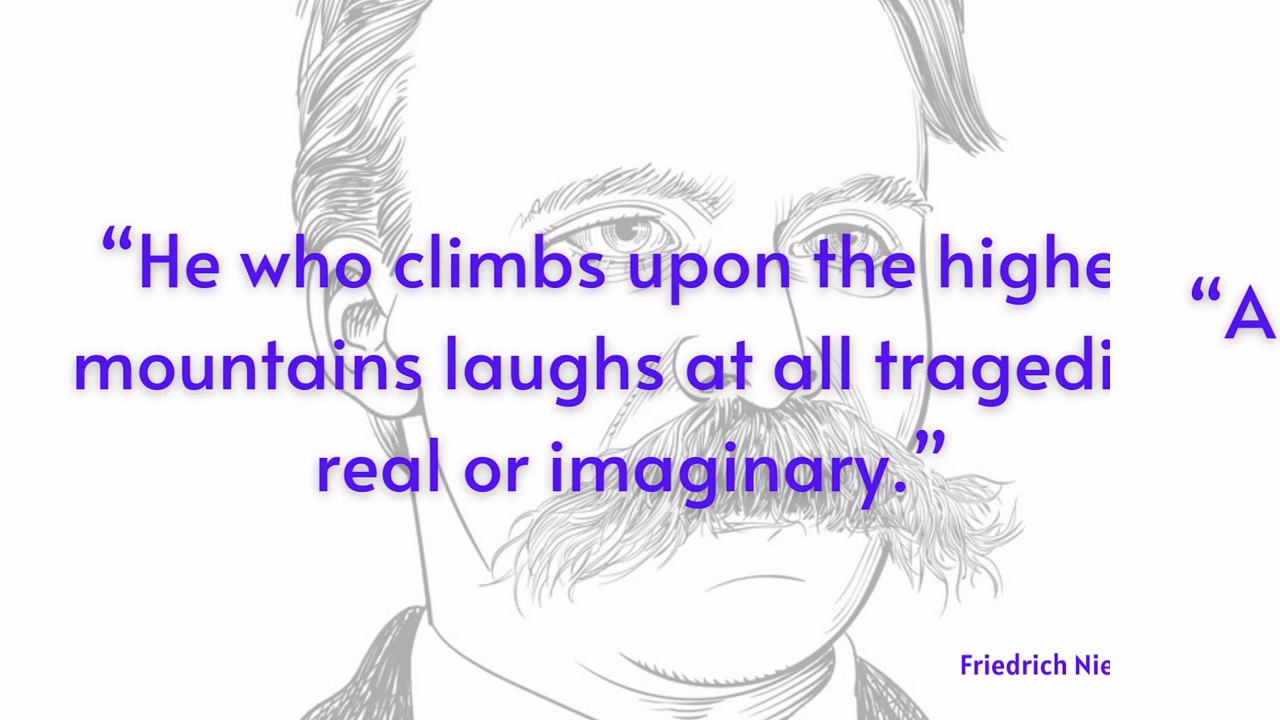 “He who climbs upon the highe
mountains laughs at all tragedi
real or imaginary.”
Friedrich Nie
“A